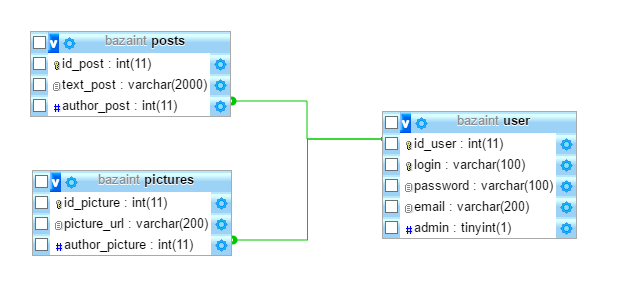 v bazaint posts
id_post : int(11)
text_post : varchar(2000)
# author_post : int(11)
v bazaint user
id_user : int(11)
login : varchar(100)
password : varchar(100)
email : varchar(200)
# admin : tinyint(1)
v bazaint pictures
id_picture : int(11)
picture_url : varchar(200)
# author_picture : int(11)